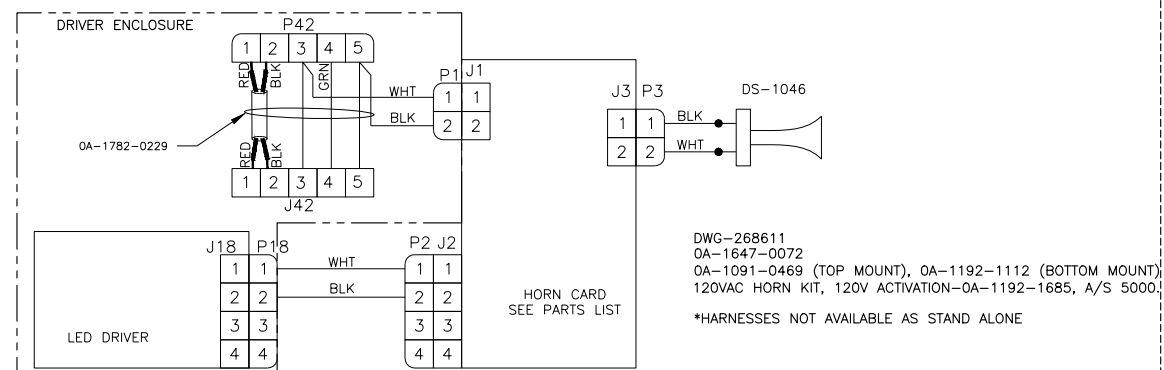 DRIVER ENCLOSURE
P42
1 2 3 4 5
RED BLK GRN
P1 J1
WHT
1 1
BLK
2 2
0A-1782-0229
RED BLK
1 2 3 4 5
J42
J3 P3
DS-1046
1 1
BLK
2 2
WHT
J18 P18
P2 J2
1 1
WHT
1 1
2 2
BLK
2 2
3 3
3 3
4 4
4 4
LED DRIVER
HORN CARD
SEE PARTS LIST
DWG-268611
0A-1647-0072
0A-1091-0469 (TOP MOUNT), 0A-1192-1112 (BOTTOM MOUNT)
120VAC HORN KIT, 120V ACTIVATION-0A-1192-1685, A/S 5000.
*HARNESSES NOT AVAILABLE AS STAND ALONE